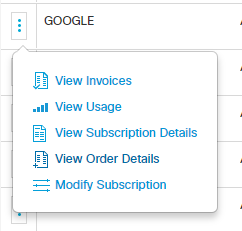 GOOGLE
View Invoices
View Usage
View Subscription Details
View Order Details
Modify Subscription